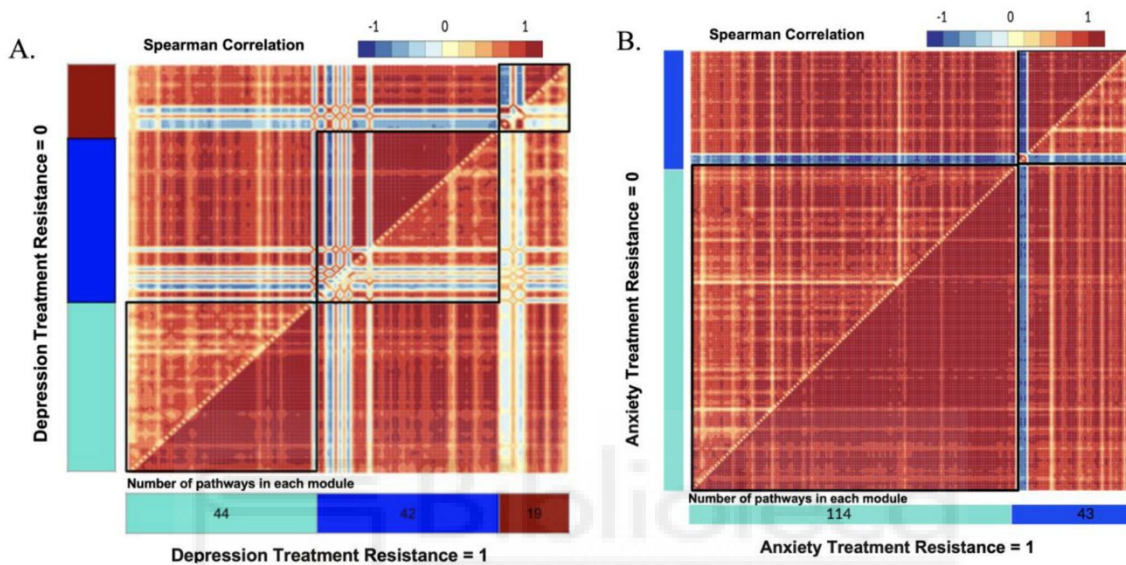 A.
Spearman Correlation
-1 0 1
Depression Treatment Resistance = 0
Number of pathways in each module
44 42 19
Depression Treatment Resistance = 1
B.
Spearman Correlation
-1 0 1
Anxiety Treatment Resistance = 0
Number of pathways in each module
114 43
Anxiety Treatment Resistance = 1
Biblioteca